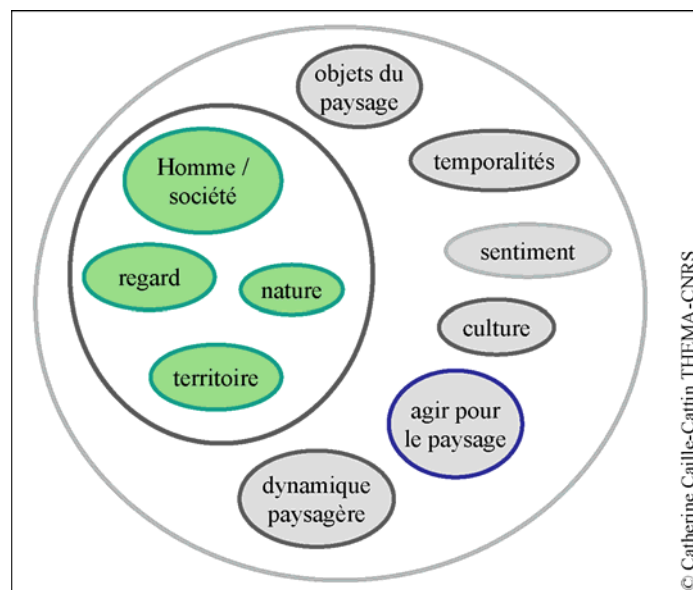 objets du
paysage
Homme /
société
temporalités
regard
nature
sentiment
culture
territoire
agir pour
le paysage
dynamique
paysagère
© Catherine Caille-Cattin THEMA-CNRS